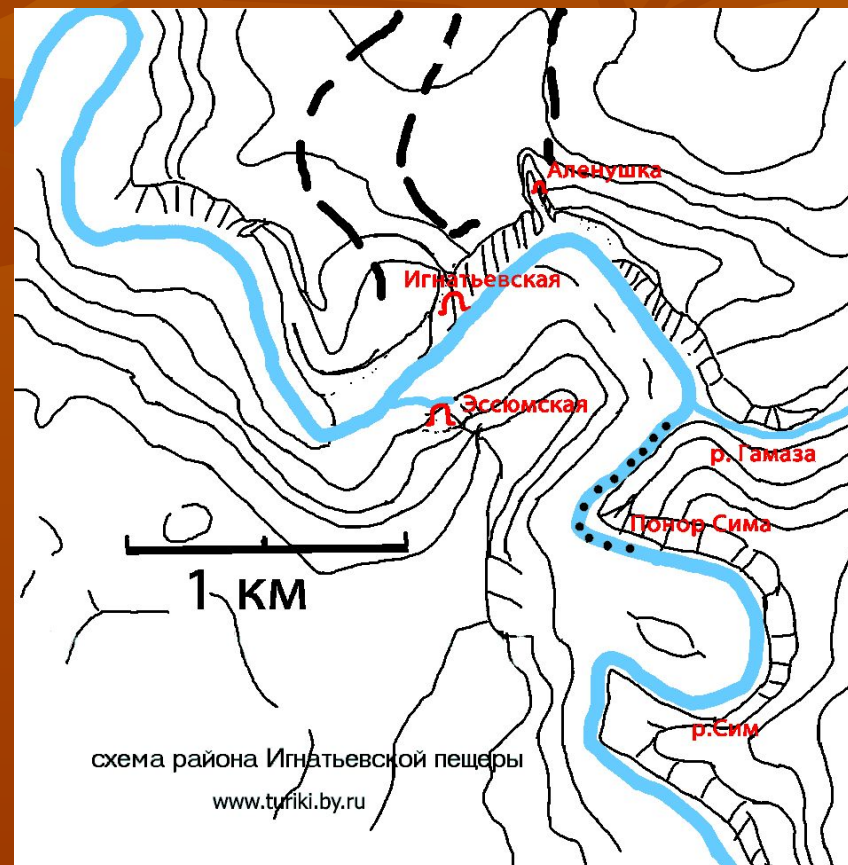 Аленушка
Игнатьевская
Эссюмская
р. Гамаза
Понор Сима
1 км
р.Сим
схема района Игнатьевской пещеры
www.turiki.by.ru